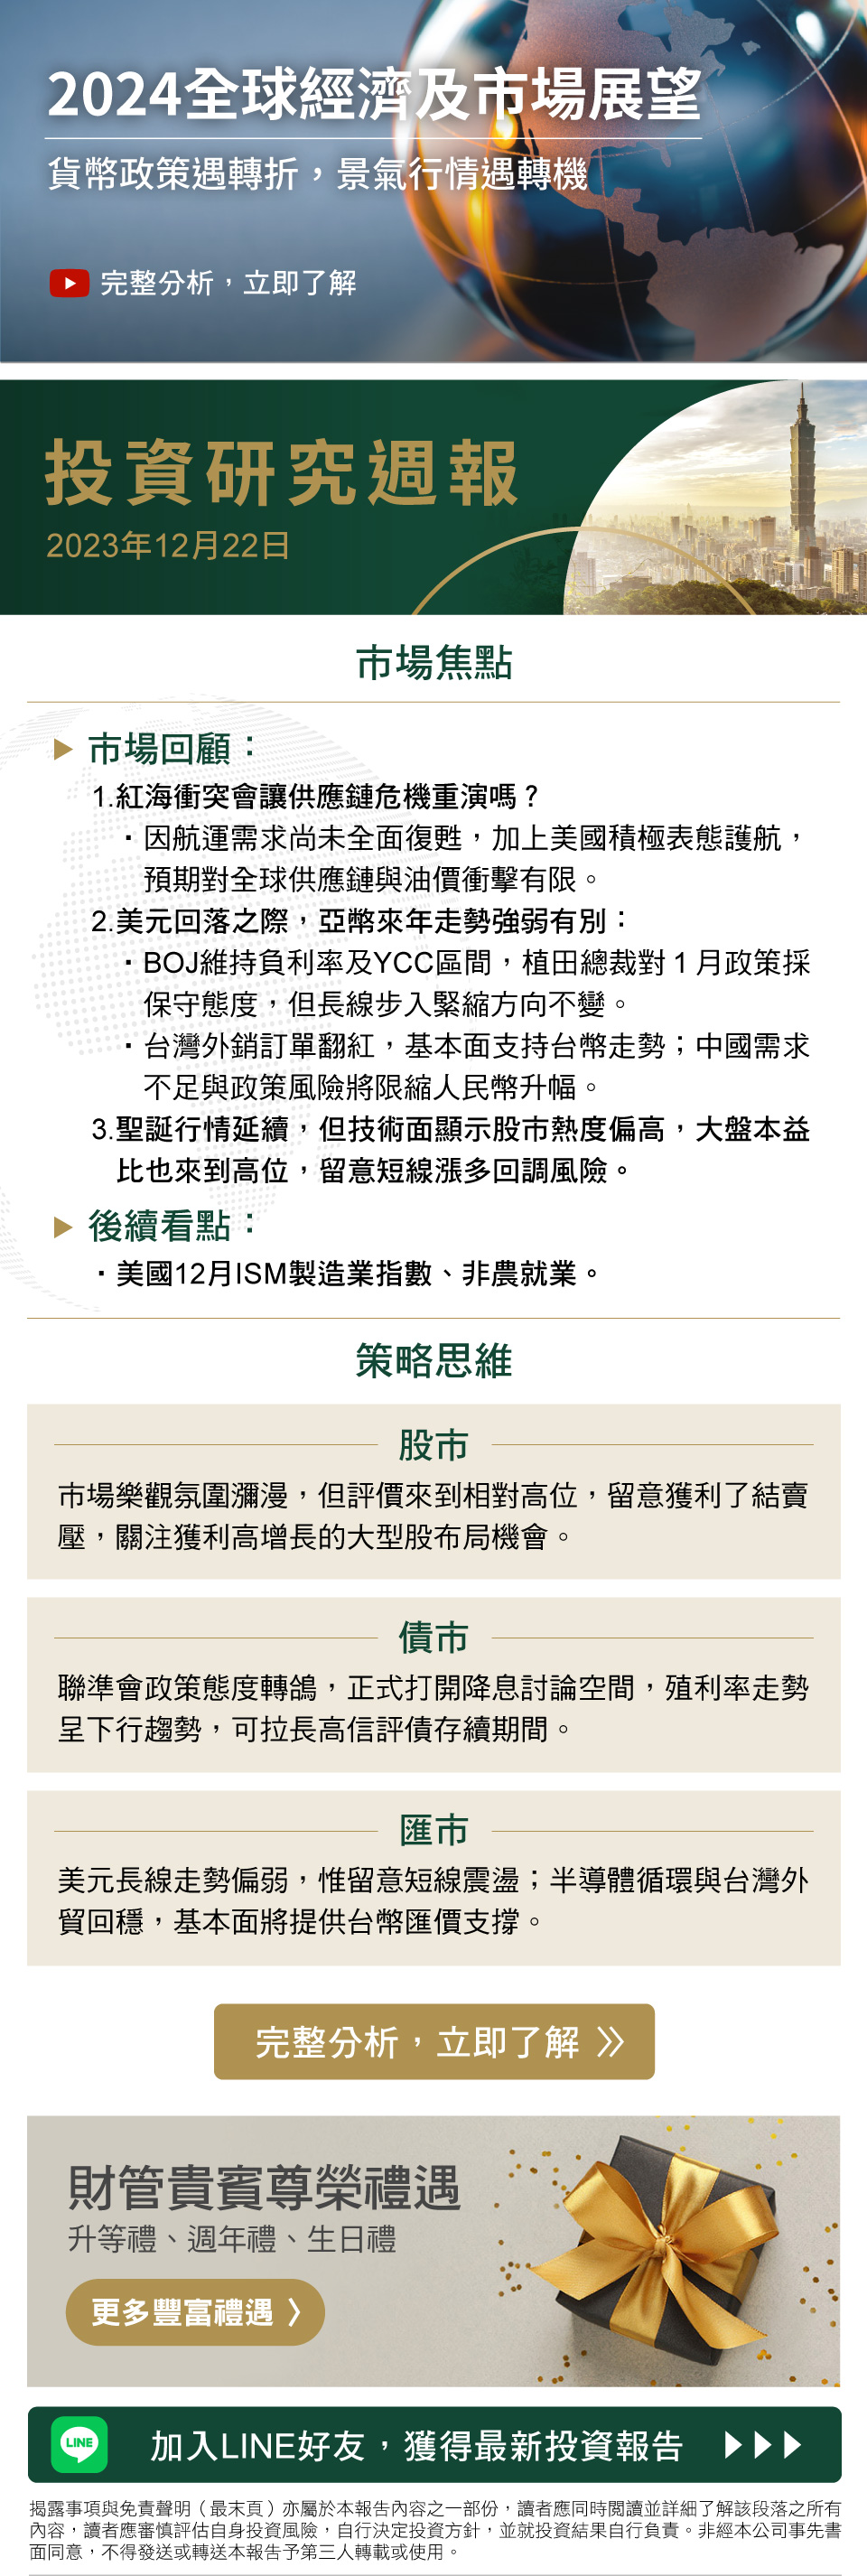 2024全球經濟及市場展望
貨幣政策遇轉折，景氣行情遇轉機
完整分析，立即了解
投資研究週報
2023年12月22日
市場焦點
市場回顧：
1.紅海衝突會讓供應鏈危機重演嗎？
・因航運需求尚未全面復甦，加上美國積極表態護航，
預期對全球供應鏈與油價衝擊有限。
2.美元回落之際，亞幣來年走勢強弱有別：
・BOJ維持負利率及YCC區間，植田總裁對１月政策採
保守態度，但長線步入緊縮方向不變。
・台灣外銷訂單翻紅，基本面支持台幣走勢；中國需求
不足與政策風險將限縮人民幣升幅。
3.聖誕行情延續，但技術面顯示股市熱度偏高，大盤本益
比也來到高位，留意短線漲多回調風險。
後續看點：
・美國12月ISM製造業指數、非農就業。
策略思維
股市
市場樂觀氛圍瀰漫，但評價來到相對高位，留意獲利了結賣
壓，關注獲利高增長的大型股布局機會。
債市
聯準會政策態度轉鴿，正式打開降息討論空間，殖利率走勢
呈下行趨勢，可拉長高信評債存續期間。
匯市
美元長線走勢偏弱，惟留意短線震盪；半導體循環與台灣外
貿回穩，基本面將提供台幣匯價支撐。
完整分析，立即了解
財管貴賓尊榮禮遇
升等禮、週年禮、生日禮
更多豐富禮遇
LINE
加入LINE好友，獲得最新投資報告
揭露事項與免責聲明（最末頁）亦屬於本報告內容之一部份，讀者應同時閱讀並詳細了解該段落之所有
內容，讀者應審慎評估自身投資風險，自行決定投資方針，並就投資結果自行負責。非經本公司事先書
面同意，不得發送或轉送本報告予第三人轉載或使用。